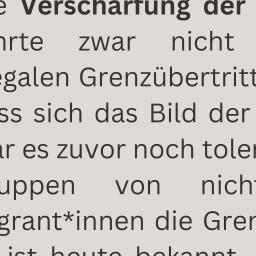 e Verschärfung der
hrte zwar nicht
egalen Grenzübertritt
ss sich das Bild der
ar es zuvor noch toler
uppen von nicht
grant*innen die Gren
ist heute bekannt